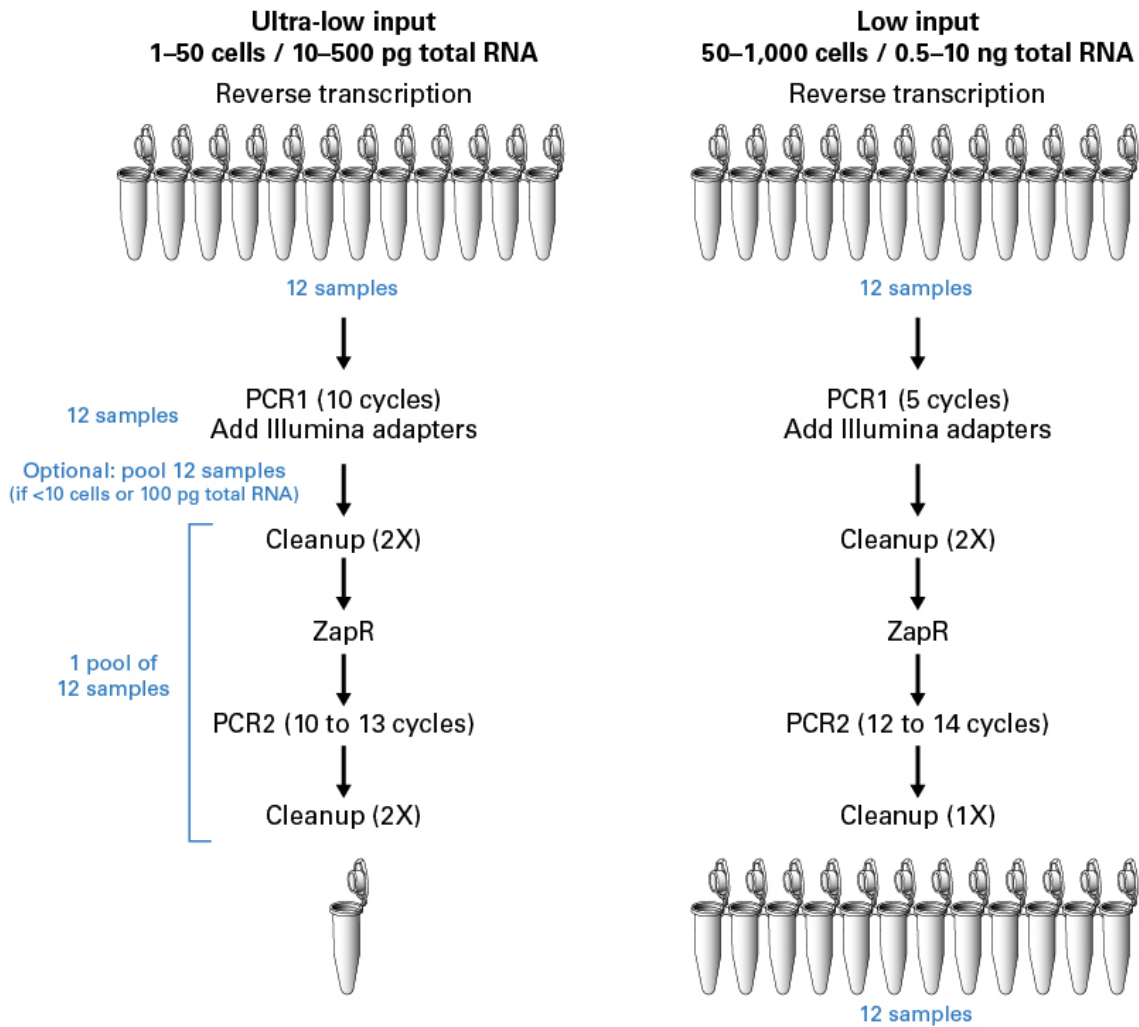 Ultra-low input
1–50 cells / 10–500 pg total RNA
Reverse transcription
12 samples
12 samples
PCR1 (10 cycles)
Add Illumina adapters
Optional: pool 12 samples
(if <10 cells or 100 pg total RNA)
Cleanup (2X)
ZapR
1 pool of
12 samples
PCR2 (10 to 13 cycles)
Cleanup (2X)
Low input
50–1,000 cells / 0.5–10 ng total RNA
Reverse transcription
12 samples
PCR1 (5 cycles)
Add Illumina adapters
Cleanup (2X)
ZapR
PCR2 (12 to 14 cycles)
Cleanup (1X)
12 samples